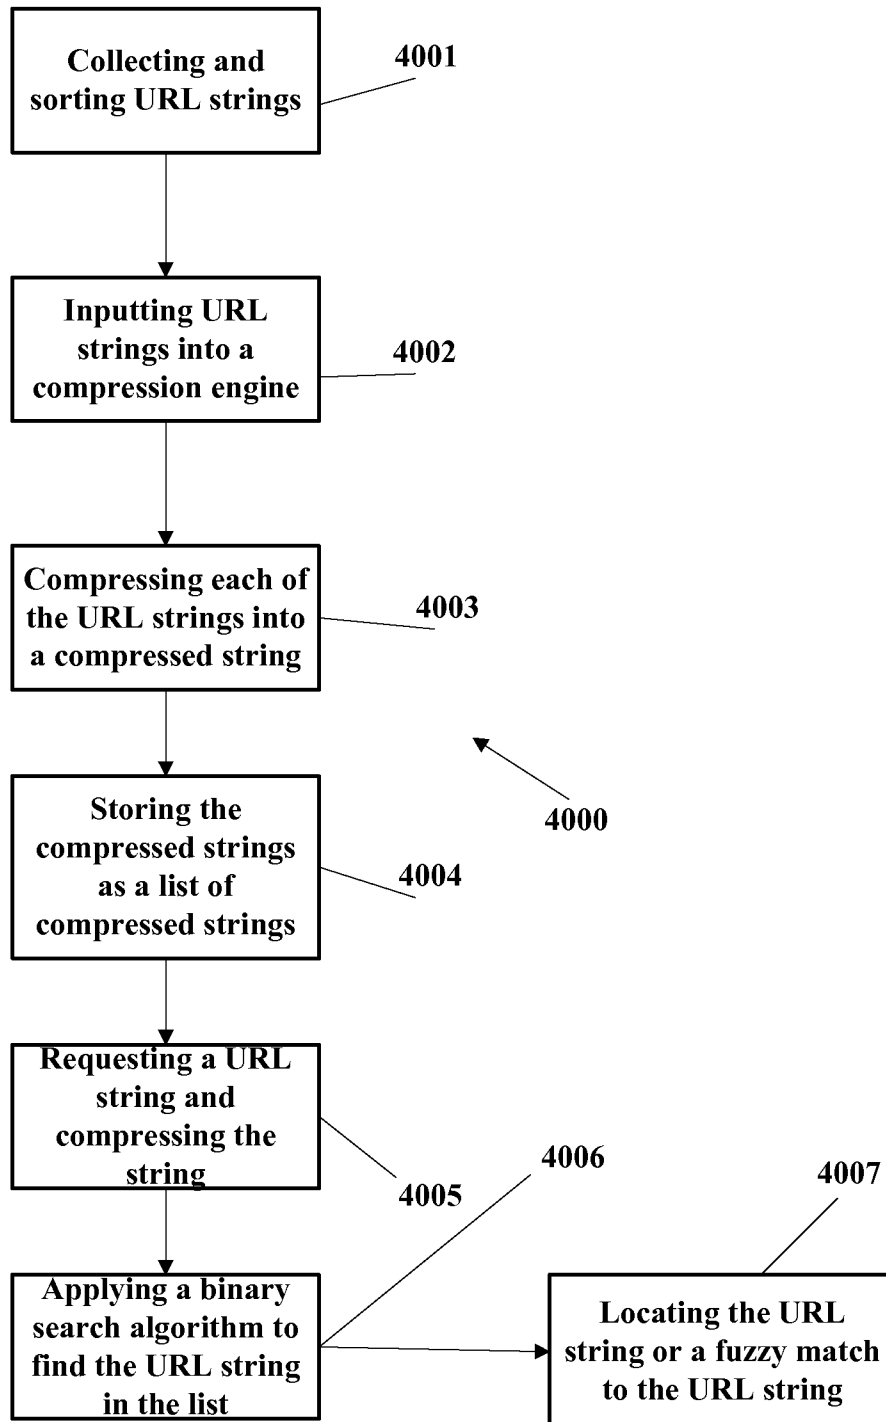 Collecting and
sorting URL strings
4001
Inputting URL
strings into a
compression engine
4002
Compressing each of
the URL strings into
a compressed string
4003
4000
Storing the
compressed strings
as a list of
compressed strings
4004
Requesting a URL
string and
compressing the
string
4005
4006
4007
Applying a binary
search algorithm to
find the URL string
in the list
Locating the URL
string or a fuzzy match
to the URL string